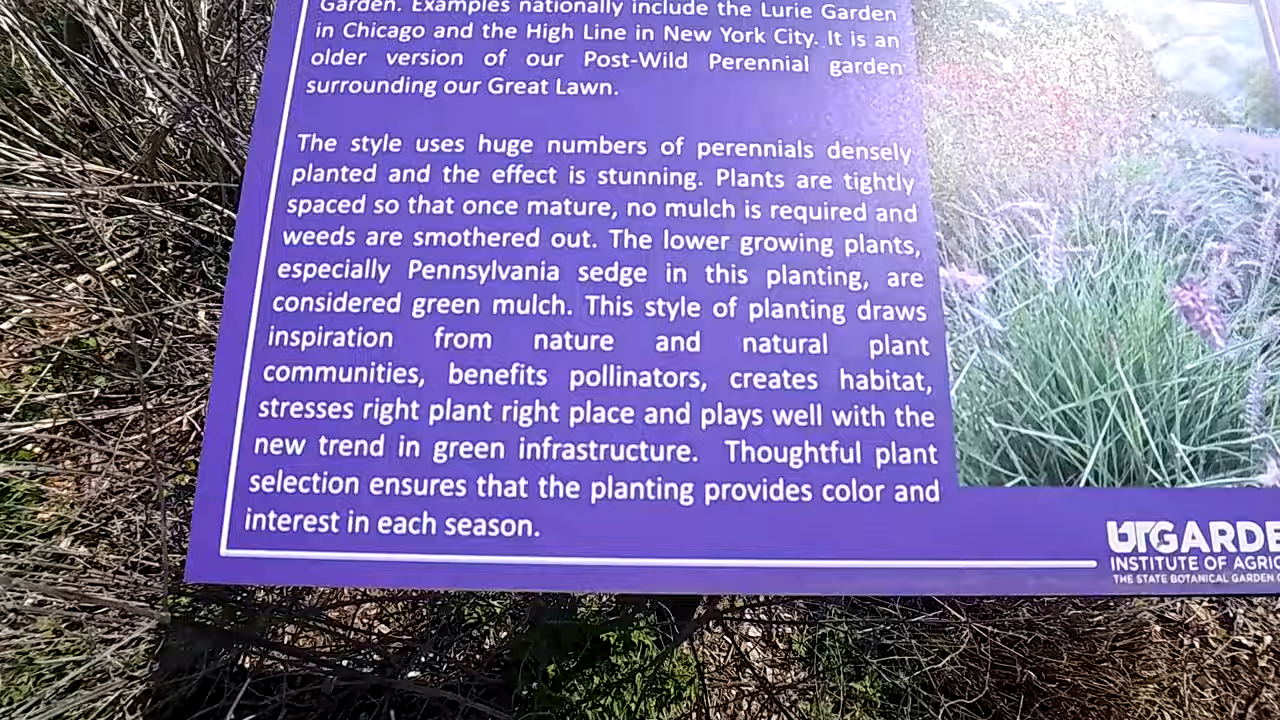 Garden. Examples nationally include the Lurie Garden
in Chicago and the High Line in New York City. It is an
older version of our Post-Wild Perennial garden
surrounding our Great Lawn.
The style uses huge numbers of perennials densely
planted and the effect is stunning. Plants are tightly
spaced so that once mature, no mulch is required and
weeds are smothered out. The lower growing plants,
especially Pennsylvania sedge in this planting, are
considered green mulch. This style of planting draws
inspiration from nature and natural plant
communities, benefits pollinators, creates habitat,
stresses right plant right place and plays well with the
new trend in green infrastructure. Thoughtful plant
selection ensures that the planting provides color and
interest in each season.
UTGARDE
INSTITUTE OF AGRIC
THE STATE BOTANICAL GARDEN